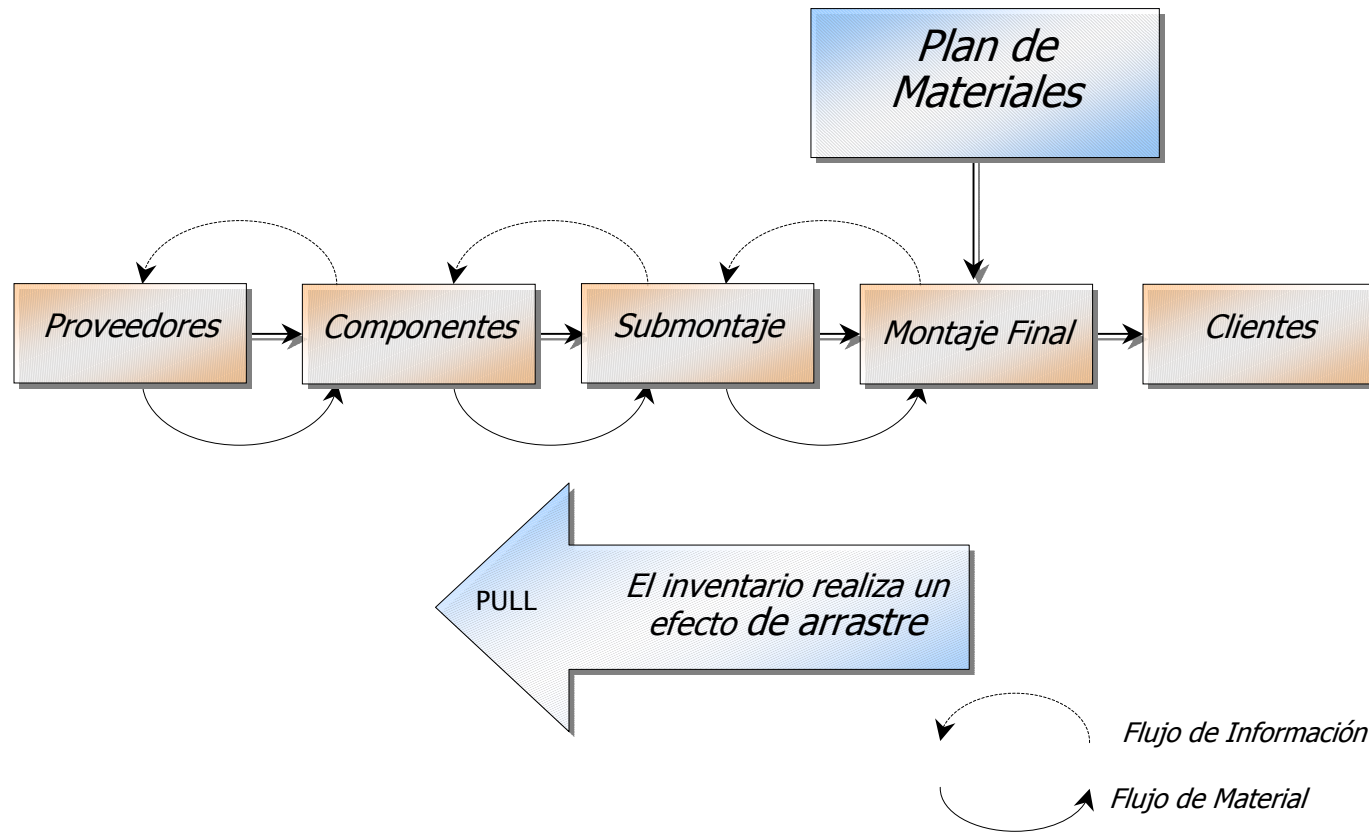 Plan de
Materiales
Proveedores
Componentes
Submontaje
Montaje Final
Clientes
PULL
El inventario realiza un
efecto de arrastre
Flujo de Información
Flujo de Material